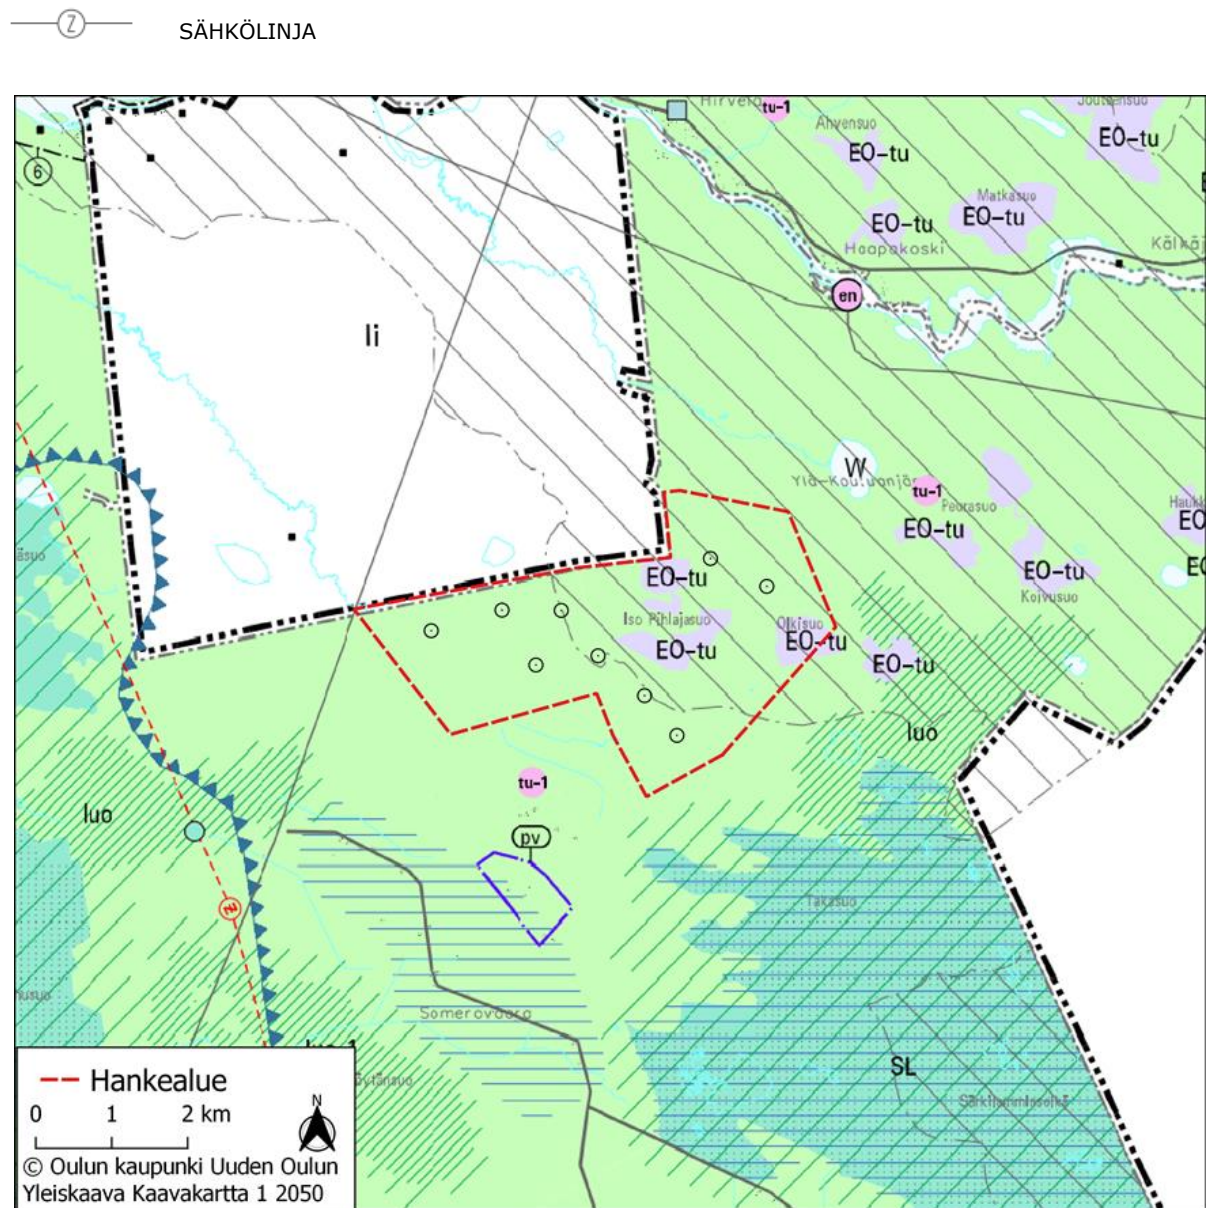 Z SÄHKÖLINJA
Hirvelä tu-1
Joutsensuo
Ahvensuo
EO-tu
EO-tu
6
Matkasuo
EO-tu
EO-tu
Haapakoski
en
Ii
W
tu-1
Peurasuo
EO-tu
EO
EO-tu
EO-tu
Koivusuo
Iso Pihlajasuo
Olkisuo
EO-tu
EO-tu
EO-tu
luo
tu-1
luo
pv
Takasuo
Z
Somerovaara
SL
Hankealue
0 1 2 km
N
© Oulun kaupunki Uuden Oulun
Yleiskaava Kaavakartta 1 2050